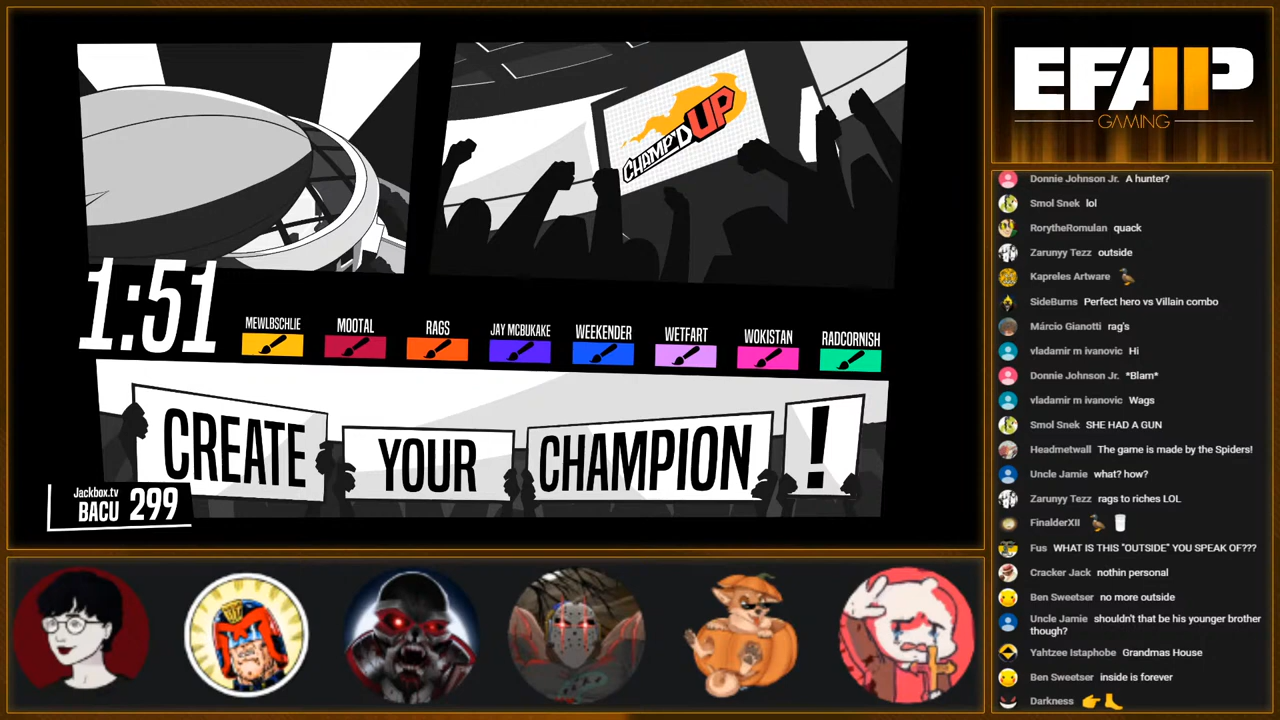 CHAMP'D UP
1:51
MEWLBSCHLIE
MOOTAL
RAGS
JAY MCBUKAKE
WEEKENDER
WETFART
WOKISTAN
RADCORNISH
CREATE YOUR CHAMPION !
Jackbox.tv
BACU 299
EFAP
GAMING
Donnie Johnson Jr. A hunter?
Smol Snek lol
RorytheRomulan quack
Zarunyy Tezz outside
Kapreles Artware 🦆
SideBurns Perfect hero vs Villain combo
Márcio Gianotti rag's
vladamir m ivanovic Hi
Donnie Johnson Jr. *Blam*
vladamir m ivanovic Wags
Smol Snek SHE HAD A GUN
Headmetwall The game is made by the Spiders!
Uncle Jamie what? how?
Zarunyy Tezz rags to riches LOL
FinalderXII 🦆 🥛
Fus WHAT IS THIS "OUTSIDE" YOU SPEAK OF???
Cracker Jack nothin personal
Ben Sweetser no more outside
Uncle Jamie shouldn't that be his younger brother
though?
Yahtzee Istaphobe Grandmas House
Ben Sweetser inside is forever
Darkness 👉 🦶